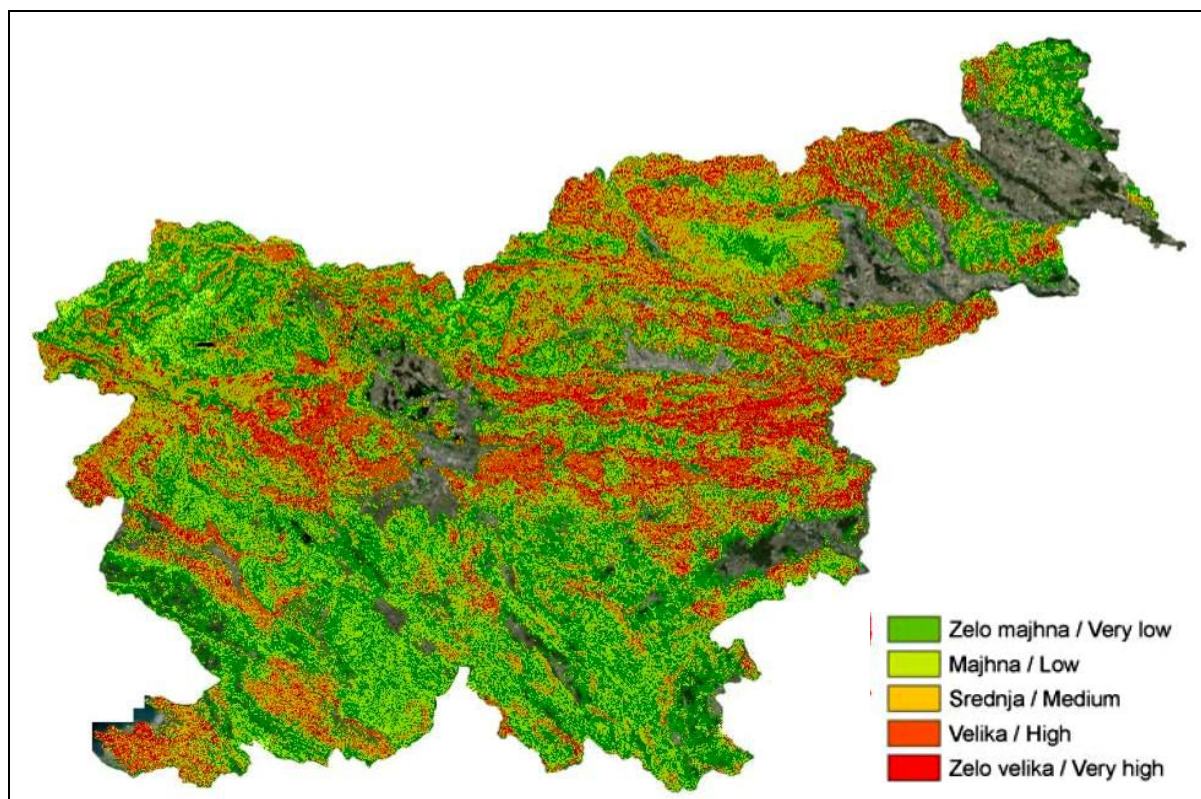 Zelo majhna / Very low
Majhna / Low
Srednja / Medium
Velika / High
Zelo velika / Very high